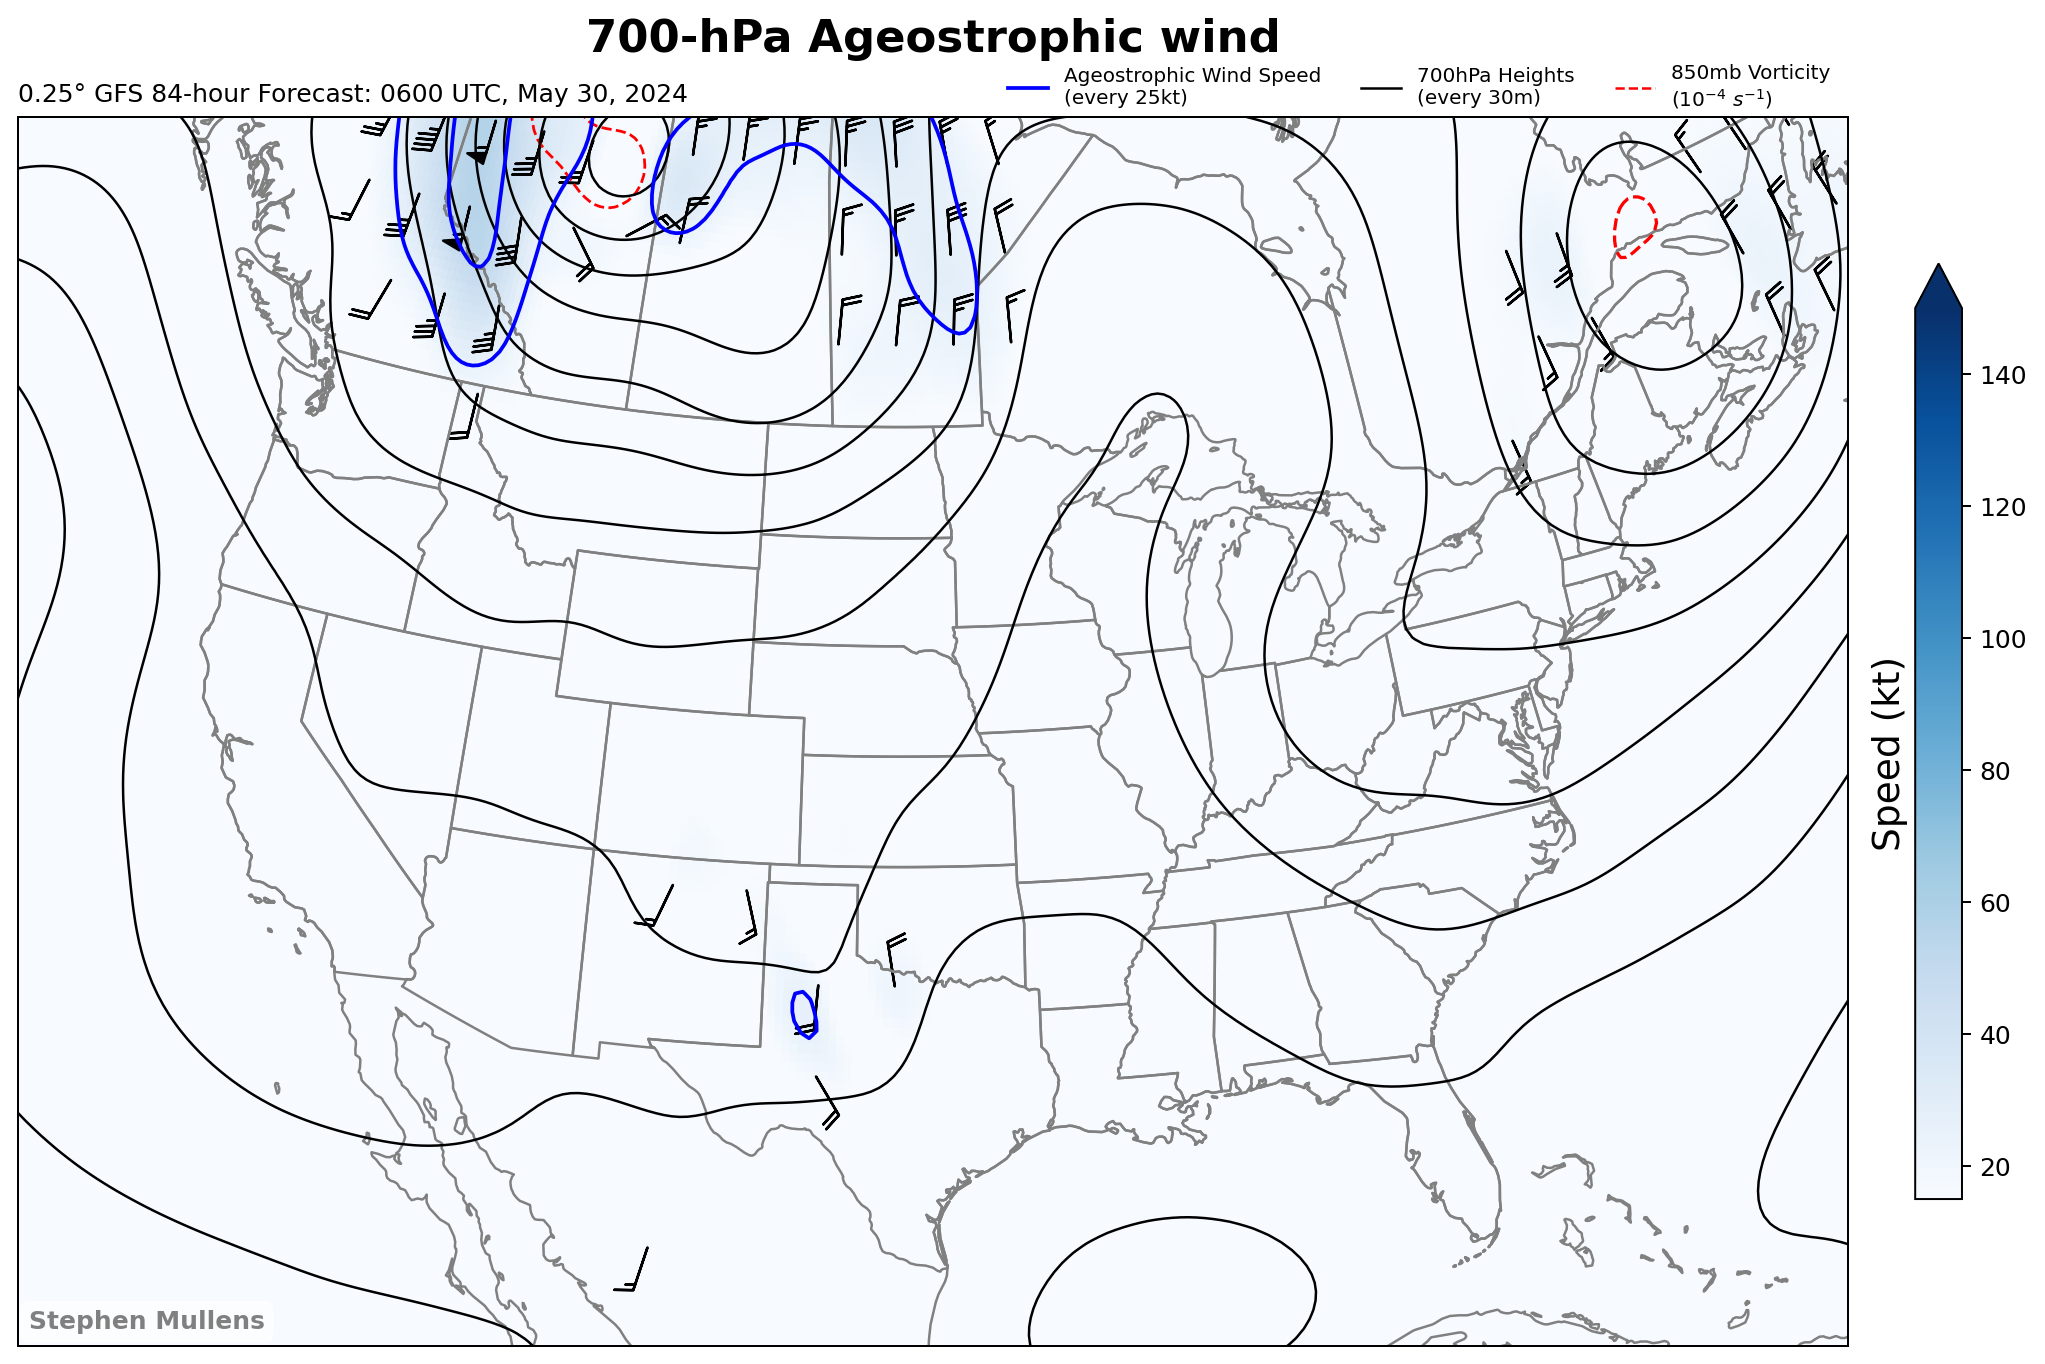 700-hPa Ageostrophic wind
0.25° GFS 84-hour Forecast: 0600 UTC, May 30, 2024
Ageostrophic Wind Speed
(every 25kt)
700hPa Heights
(every 30m)
850mb Vorticity
(10⁻⁴ s⁻¹)
140
120
100
80
60
40
20
Speed (kt)
Stephen Mullens